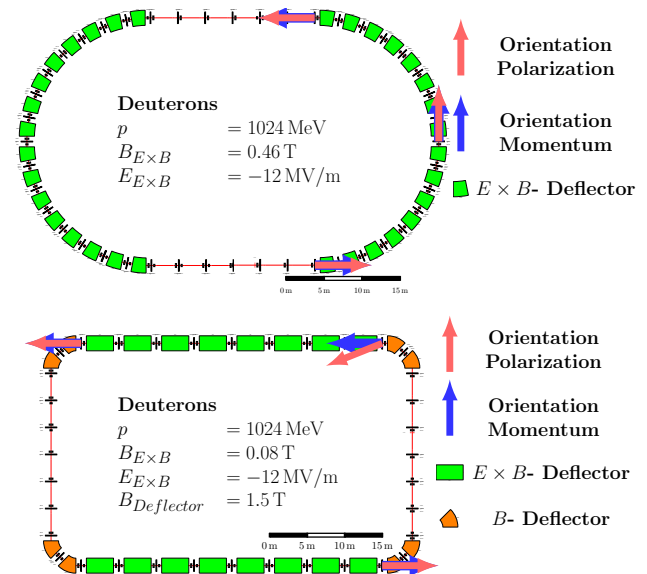 Orientation
Polarization
Deuterons
p = 1024 MeV
B_{E×B} = 0.46 T
E_{E×B} = −12 MV/m
Orientation
Momentum
E × B- Deflector
0 m 5 m 10 m 15 m
Orientation
Polarization
Deuterons
p = 1024 MeV
B_{E×B} = 0.08 T
E_{E×B} = −12 MV/m
B_{Deflector} = 1.5 T
Orientation
Momentum
E × B- Deflector
B- Deflector
0 m 5 m 10 m 15 m